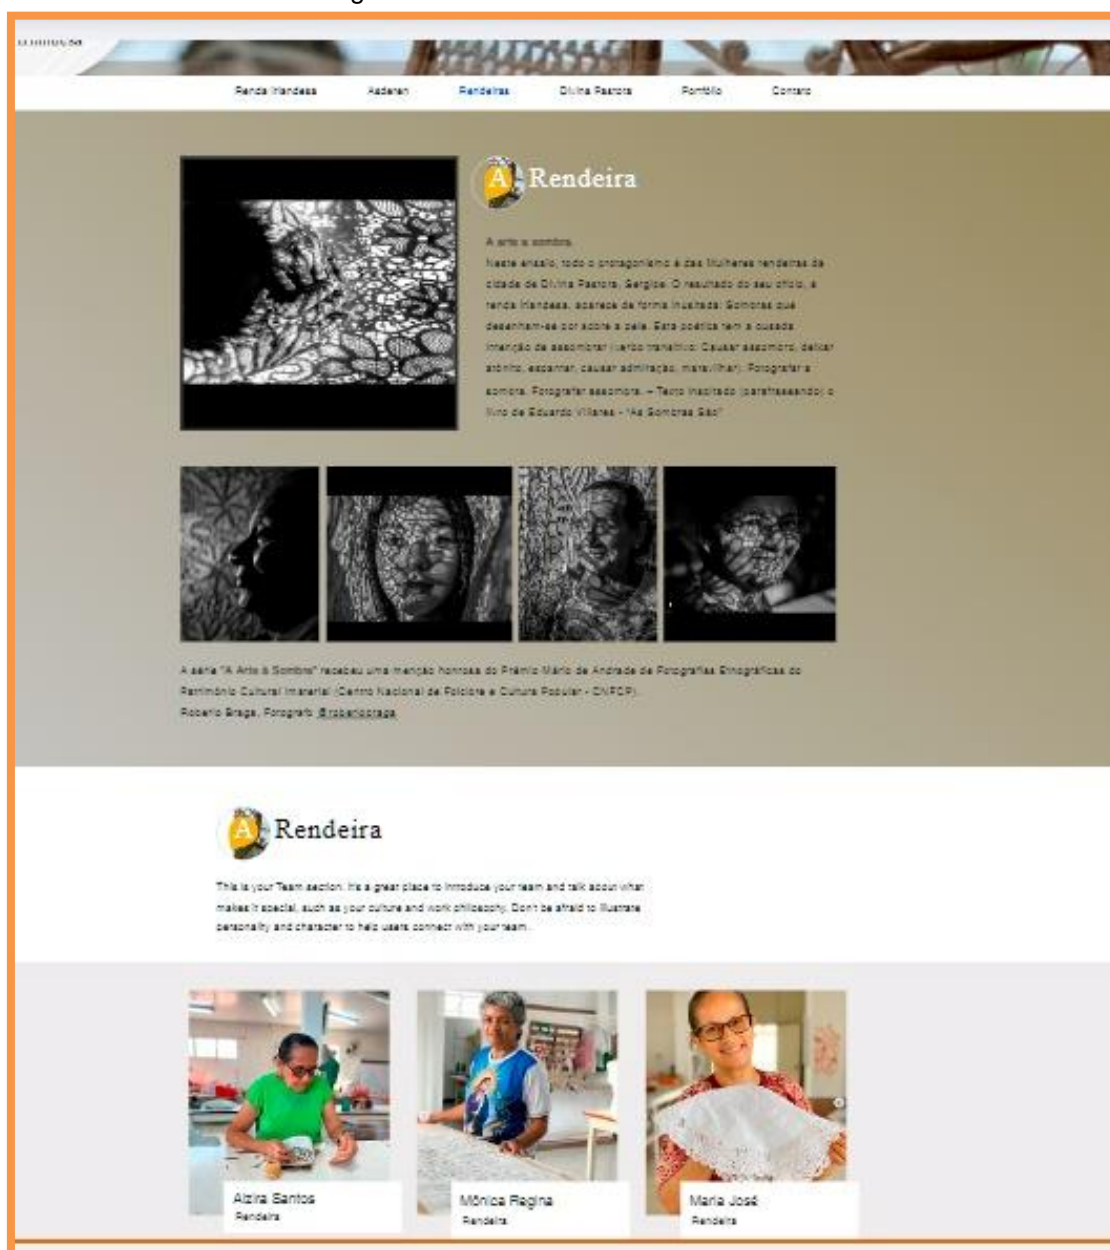 Renda Irlandesa Asderen Rendeiras Divina Pastora Portfólio Contato
A Rendeira
A arte a sombra.
Neste ensaio, todo o protagonismo é das Mulheres rendeiras da
cidade de Divina Pastora, Sergipe. O resultado do seu ofício, a
renda irlandesa, aparece de forma inusitada: Sombras que
desenham-se por sobre a pele. Esta poética tem a ousada
intenção de assombrar (verbo transitivo: Causar assombro, deixar
atônito, espantar, causar admiração, maravilhar). Fotografar a
sombra. Fotografar assombra. – Texto inspirado (parafraseando) o
livro de Eduardo Villares - "As Sombras São"
A série "A Arte à Sombra" recebeu uma menção honrosa do Prêmio Mário de Andrade de Fotografias Etnográficas do
Patrimônio Cultural Imaterial (Centro Nacional de Folclore e Cultura Popular - CNFCP).
Roberio Braga, Fotografo @roberiobraga
A Rendeira
This is your Team section. It's a great place to introduce your team and talk about what
makes it special, such as your culture and work philosophy. Don't be afraid to illustrate
personality and character to help users connect with your team.
Alzira Santos
Rendeira
Mônica Regina
Rendeira
Maria José
Rendeira